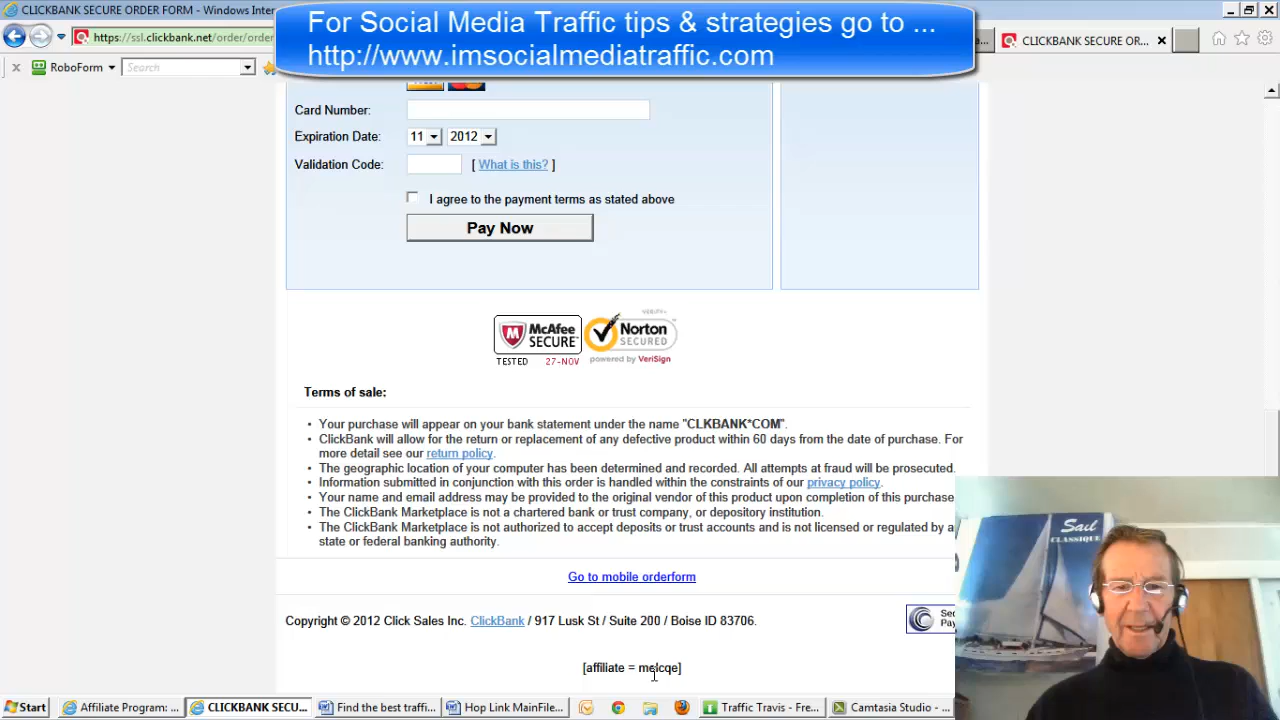 CLICKBANK SECURE ORDER FORM - Windows Inter
For Social Media Traffic tips & strategies go to ...
http://www.imsocialmediatraffic.com
https://ssl.clickbank.net/order/order
CLICKBANK SECURE OR...
RoboForm
Search
Card Number:
Expiration Date: 11 2012
Validation Code: [ What is this? ]
I agree to the payment terms as stated above
Pay Now
McAfee SECURE
TESTED 27-NOV
Norton SECURED
powered by VeriSign
Terms of sale:
• Your purchase will appear on your bank statement under the name "CLKBANK*COM".
• ClickBank will allow for the return or replacement of any defective product within 60 days from the date of purchase. For
more detail see our return policy.
• The geographic location of your computer has been determined and recorded. All attempts at fraud will be prosecuted.
• Information submitted in conjunction with this order is handled within the constraints of our privacy policy.
• Your name and email address may be provided to the original vendor of this product upon completion of this purchase
• The ClickBank Marketplace is not a chartered bank or trust company, or depository institution.
• The ClickBank Marketplace is not authorized to accept deposits or trust accounts and is not licensed or regulated by a
state or federal banking authority.
Go to mobile orderform
Copyright © 2012 Click Sales Inc. ClickBank / 917 Lusk St / Suite 200 / Boise ID 83706.
Sec
Pay
[affiliate =
Sail
CLASSIQUE
Start
Affiliate Program: ...
CLICKBANK SECU...
Find the best traffi...
Hop Link MainFile...
Traffic Travis - Fre...
Camtasia Studio - ...